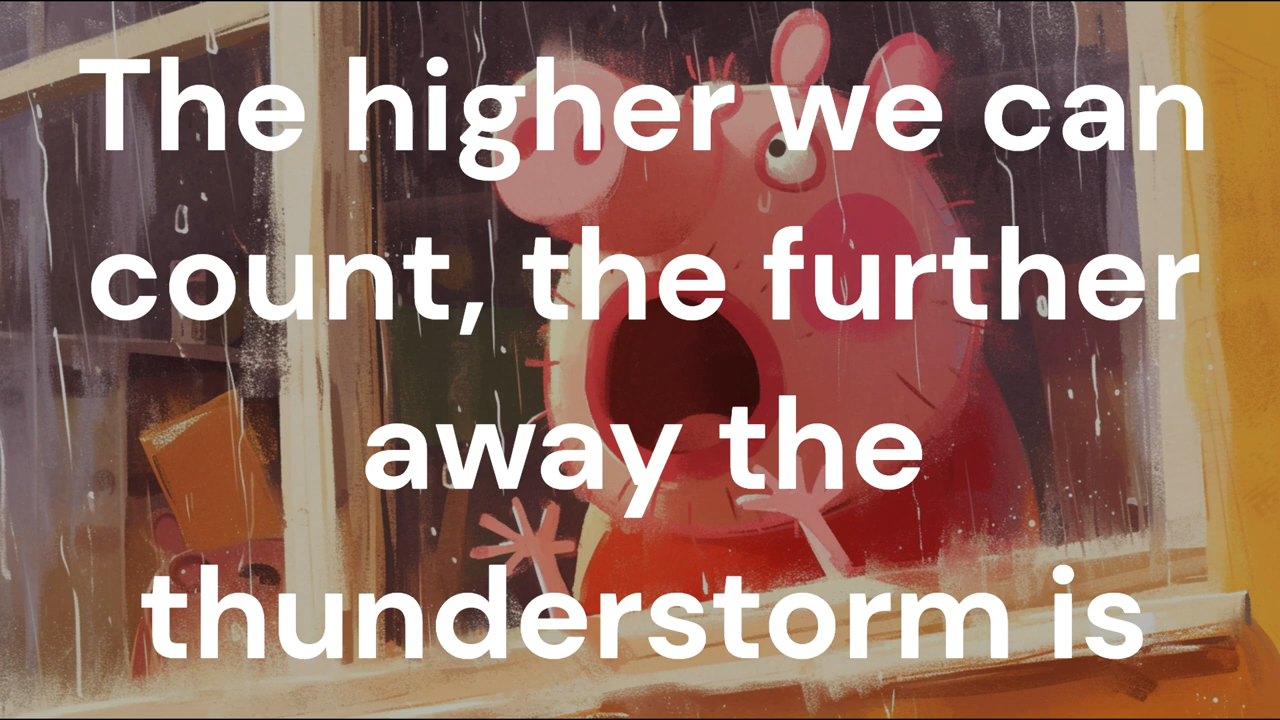 The higher we can
count, the further
away the
thunderstorm is